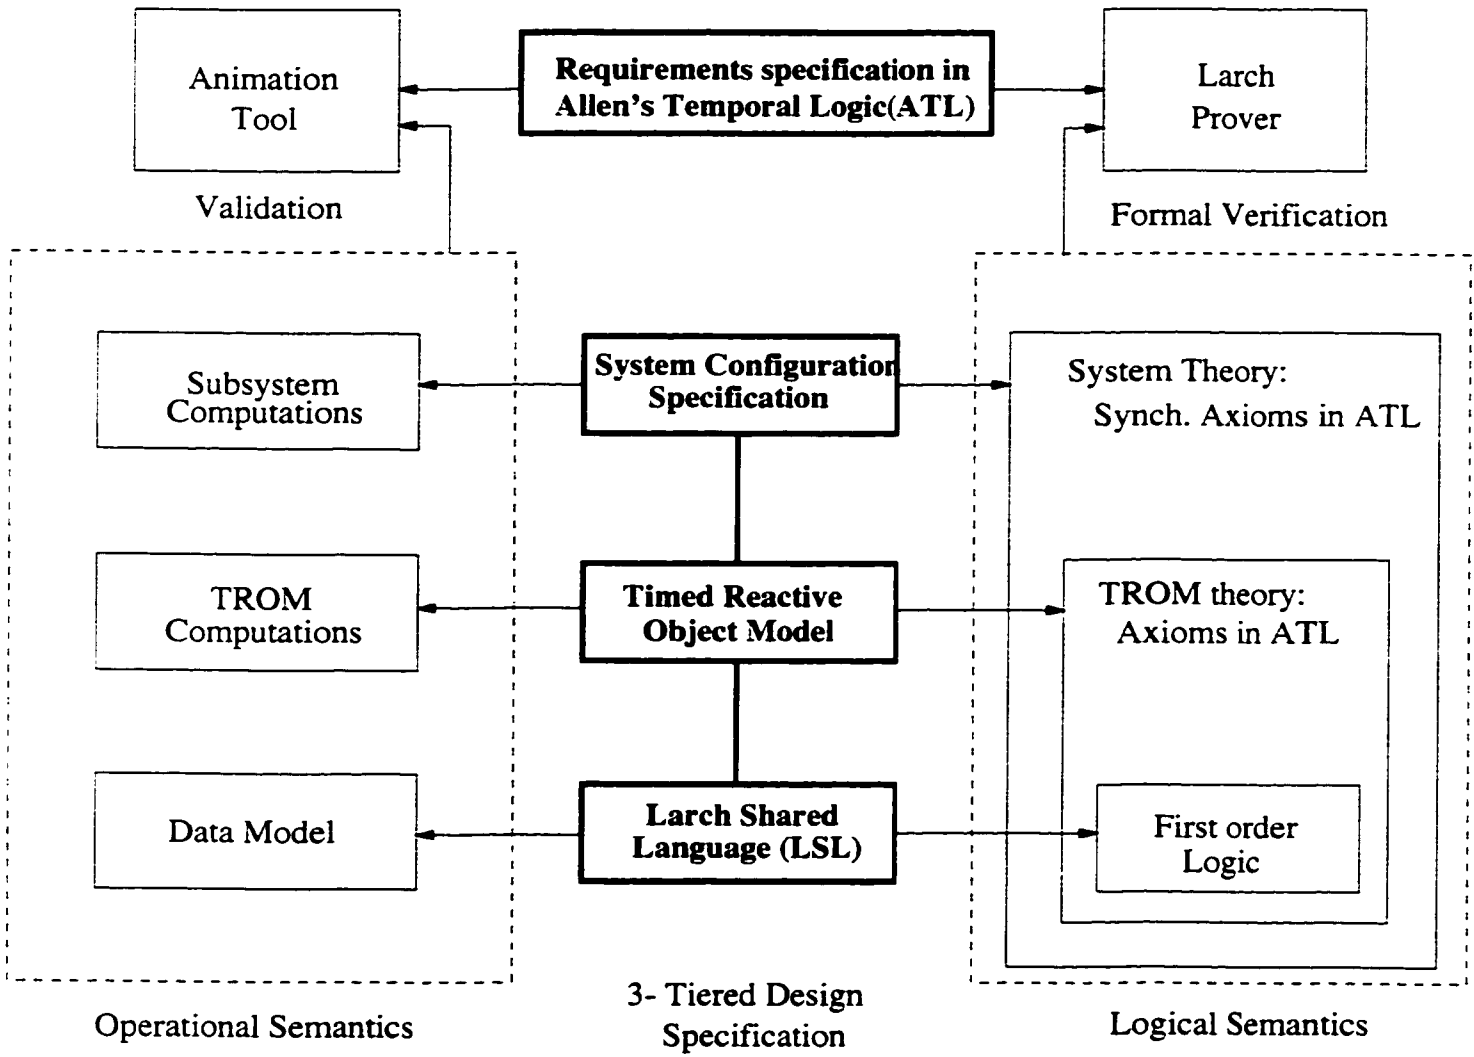 Animation
Tool
Requirements specification in
Allen's Temporal Logic(ATL)
Larch
Prover
Validation
Formal Verification
Subsystem
Computations
System Configuration
Specification
System Theory:
Synch. Axioms in ATL
TROM
Computations
Timed Reactive
Object Model
TROM theory:
Axioms in ATL
Data Model
Larch Shared
Language (LSL)
First order
Logic
Operational Semantics
3- Tiered Design
Specification
Logical Semantics